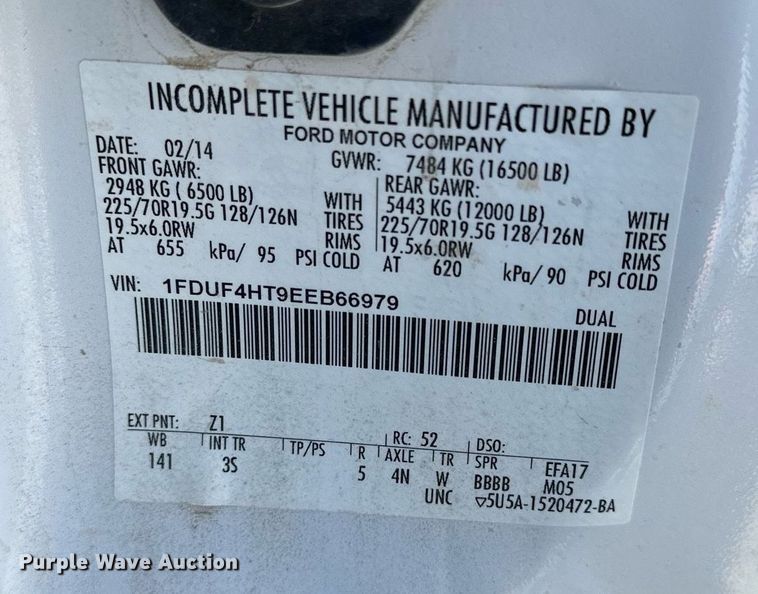 INCOMPLETE VEHICLE MANUFACTURED BY
FORD MOTOR COMPANY
DATE: 02/14 GVWR: 7484 KG (16500 LB)
FRONT GAWR: REAR GAWR:
2948 KG ( 6500 LB) WITH 5443 KG (12000 LB) WITH
225/70R19.5G 128/126N TIRES 225/70R19.5G 128/126N TIRES
19.5x6.0RW RIMS 19.5x6.0RW RIMS
AT 655 kPa/ 95 PSI COLD AT 620 kPa/ 90 PSI COLD
VIN: 1FDUF4HT9EEB66979 DUAL
EXT PNT: Z1 RC: 52 DSO:
WB INT TR TP/PS R AXLE TR SPR EFA17
141 3S 5 4N W BBBB M05
UNC ▽5U5A-1520472-BA
Purple Wave Auction